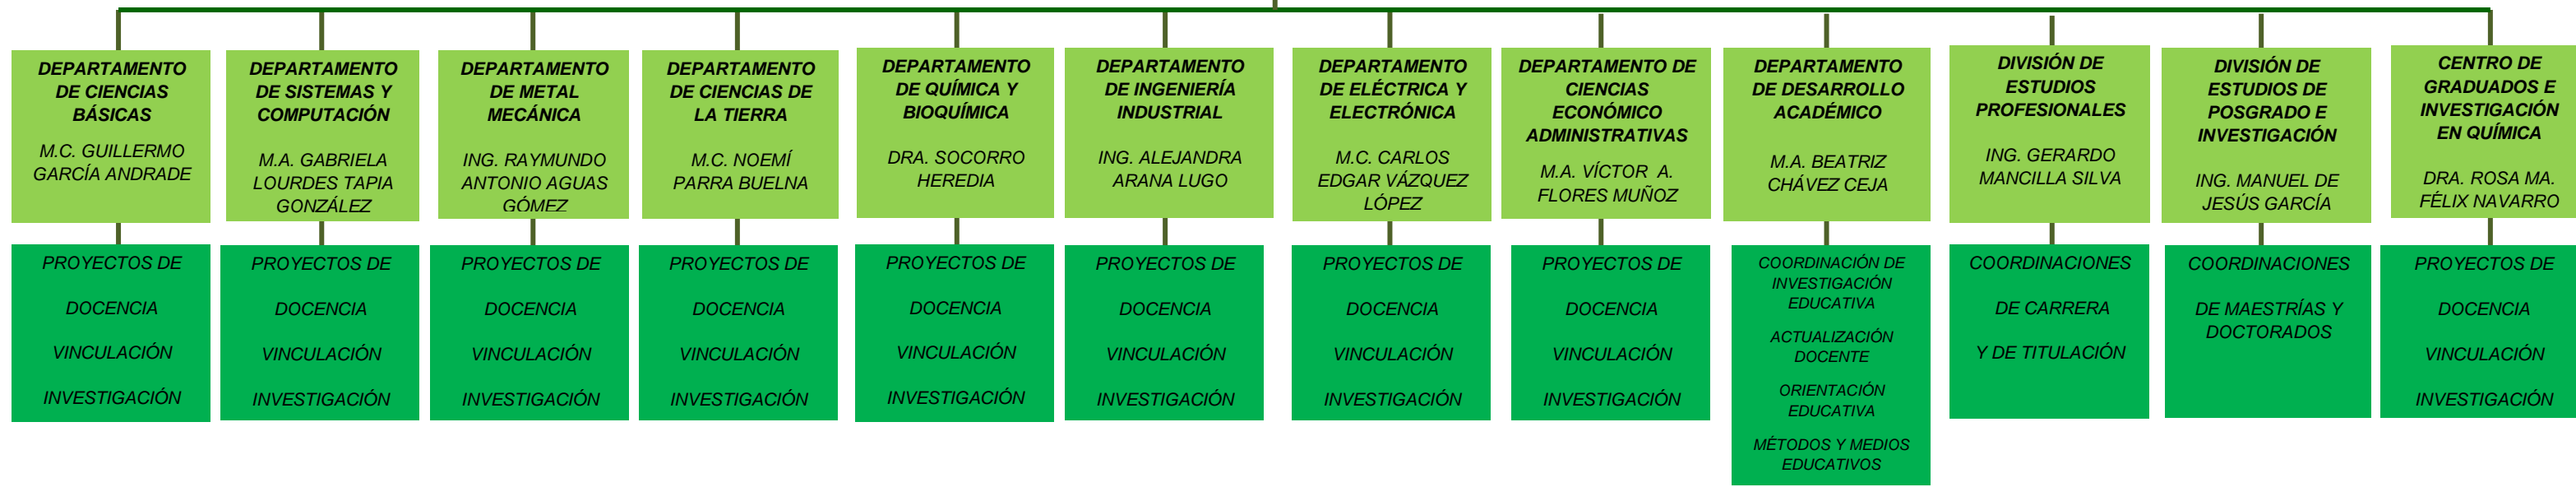 DEPARTAMENTO
DE CIENCIAS
BÁSICAS
M.C. GUILLERMO
GARCÍA ANDRADE
PROYECTOS DE
DOCENCIA
VINCULACIÓN
INVESTIGACIÓN
DEPARTAMENTO
DE SISTEMAS Y
COMPUTACIÓN
M.A. GABRIELA
LOURDES TAPIA
GONZÁLEZ
PROYECTOS DE
DOCENCIA
VINCULACIÓN
INVESTIGACIÓN
DEPARTAMENTO
DE METAL
MECÁNICA
ING. RAYMUNDO
ANTONIO AGUAS
GÓMEZ
PROYECTOS DE
DOCENCIA
VINCULACIÓN
INVESTIGACIÓN
DEPARTAMENTO
DE CIENCIAS DE
LA TIERRA
M.C. NOEMÍ
PARRA BUELNA
PROYECTOS DE
DOCENCIA
VINCULACIÓN
INVESTIGACIÓN
DEPARTAMENTO
DE QUÍMICA Y
BIOQUÍMICA
DRA. SOCORRO
HEREDIA
PROYECTOS DE
DOCENCIA
VINCULACIÓN
INVESTIGACIÓN
DEPARTAMENTO
DE INGENIERÍA
INDUSTRIAL
ING. ALEJANDRA
ARANA LUGO
PROYECTOS DE
DOCENCIA
VINCULACIÓN
INVESTIGACIÓN
DEPARTAMENTO
DE ELÉCTRICA Y
ELECTRÓNICA
M.C. CARLOS
EDGAR VÁZQUEZ
LÓPEZ
PROYECTOS DE
DOCENCIA
VINCULACIÓN
INVESTIGACIÓN
DEPARTAMENTO DE
CIENCIAS
ECONÓMICO
ADMINISTRATIVAS
M.A. VÍCTOR A.
FLORES MUÑOZ
PROYECTOS DE
DOCENCIA
VINCULACIÓN
INVESTIGACIÓN
DEPARTAMENTO
DE DESARROLLO
ACADÉMICO
M.A. BEATRIZ
CHÁVEZ CEJA
COORDINACIÓN DE
INVESTIGACIÓN
EDUCATIVA
ACTUALIZACIÓN
DOCENTE
ORIENTACIÓN
EDUCATIVA
MÉTODOS Y MEDIOS
EDUCATIVOS
DIVISIÓN DE
ESTUDIOS
PROFESIONALES
ING. GERARDO
MANCILLA SILVA
COORDINACIONES
DE CARRERA
Y DE TITULACIÓN
DIVISIÓN DE
ESTUDIOS DE
POSGRADO E
INVESTIGACIÓN
ING. MANUEL DE
JESÚS GARCÍA
COORDINACIONES
DE MAESTRÍAS Y
DOCTORADOS
CENTRO DE
GRADUADOS E
INVESTIGACIÓN
EN QUÍMICA
DRA. ROSA MA.
FÉLIX NAVARRO
PROYECTOS DE
DOCENCIA
VINCULACIÓN
INVESTIGACIÓN